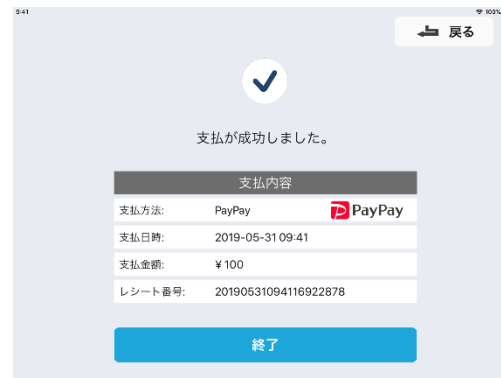 9:41 103%
戻る
支払が成功しました。
支払内容
支払方法: PayPay PayPay
支払日時: 2019-05-31 09:41
支払金額: ¥100
レシート番号: 20190531094116922878
終了